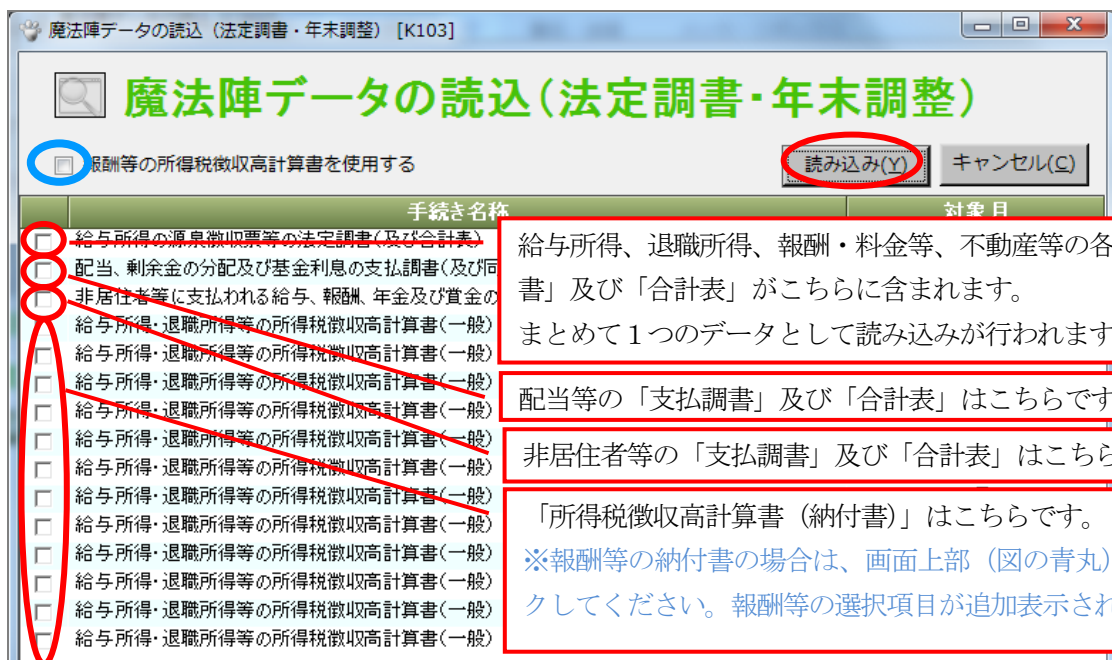 魔法陣データの読込（法定調書・年末調整） [K103]
魔法陣データの読込（法定調書・年末調整）
報酬等の所得税徴収高計算書を使用する
読み込み(Y)
キャンセル(C)
手続き名称
対象月
給与所得の源泉徴収票等の法定調書（及び合計表）
配当、剰余金の分配及び基金利息の支払調書（及び同
非居住者等に支払われる給与、報酬、年金及び賞金の
給与所得・退職所得等の所得税徴収高計算書（一般）
給与所得・退職所得等の所得税徴収高計算書（一般）
給与所得・退職所得等の所得税徴収高計算書（一般）
給与所得・退職所得等の所得税徴収高計算書（一般）
給与所得・退職所得等の所得税徴収高計算書（一般）
給与所得・退職所得等の所得税徴収高計算書（一般）
給与所得・退職所得等の所得税徴収高計算書（一般）
給与所得・退職所得等の所得税徴収高計算書（一般）
給与所得・退職所得等の所得税徴収高計算書（一般）
給与所得・退職所得等の所得税徴収高計算書（一般）
給与所得・退職所得等の所得税徴収高計算書（一般）
給与所得・退職所得等の所得税徴収高計算書（一般）
給与所得、退職所得、報酬・料金等、不動産等の各
書」及び「合計表」がこちらに含まれます。
まとめて１つのデータとして読み込みが行われます
配当等の「支払調書」及び「合計表」はこちらです
非居住者等の「支払調書」及び「合計表」はこちら
「所得税徴収高計算書（納付書）」はこちらです。
※報酬等の納付書の場合は、画面上部（図の青丸）
クしてください。報酬等の選択項目が追加表示され